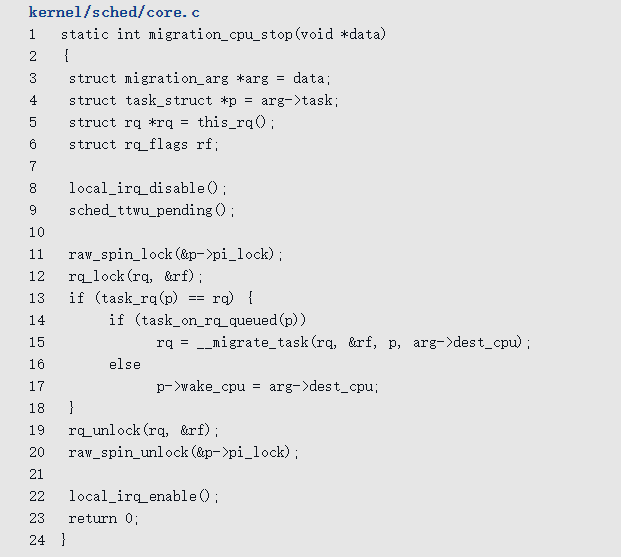 kernel/sched/core.c
1 static int migration_cpu_stop(void *data)
2 {
3 struct migration_arg *arg = data;
4 struct task_struct *p = arg->task;
5 struct rq *rq = this_rq();
6 struct rq_flags rf;
7
8 local_irq_disable();
9 sched_ttwu_pending();
10
11 raw_spin_lock(&p->pi_lock);
12 rq_lock(rq, &rf);
13 if (task_rq(p) == rq) {
14 if (task_on_rq_queued(p))
15 rq = __migrate_task(rq, &rf, p, arg->dest_cpu);
16 else
17 p->wake_cpu = arg->dest_cpu;
18 }
19 rq_unlock(rq, &rf);
20 raw_spin_unlock(&p->pi_lock);
21
22 local_irq_enable();
23 return 0;
24 }